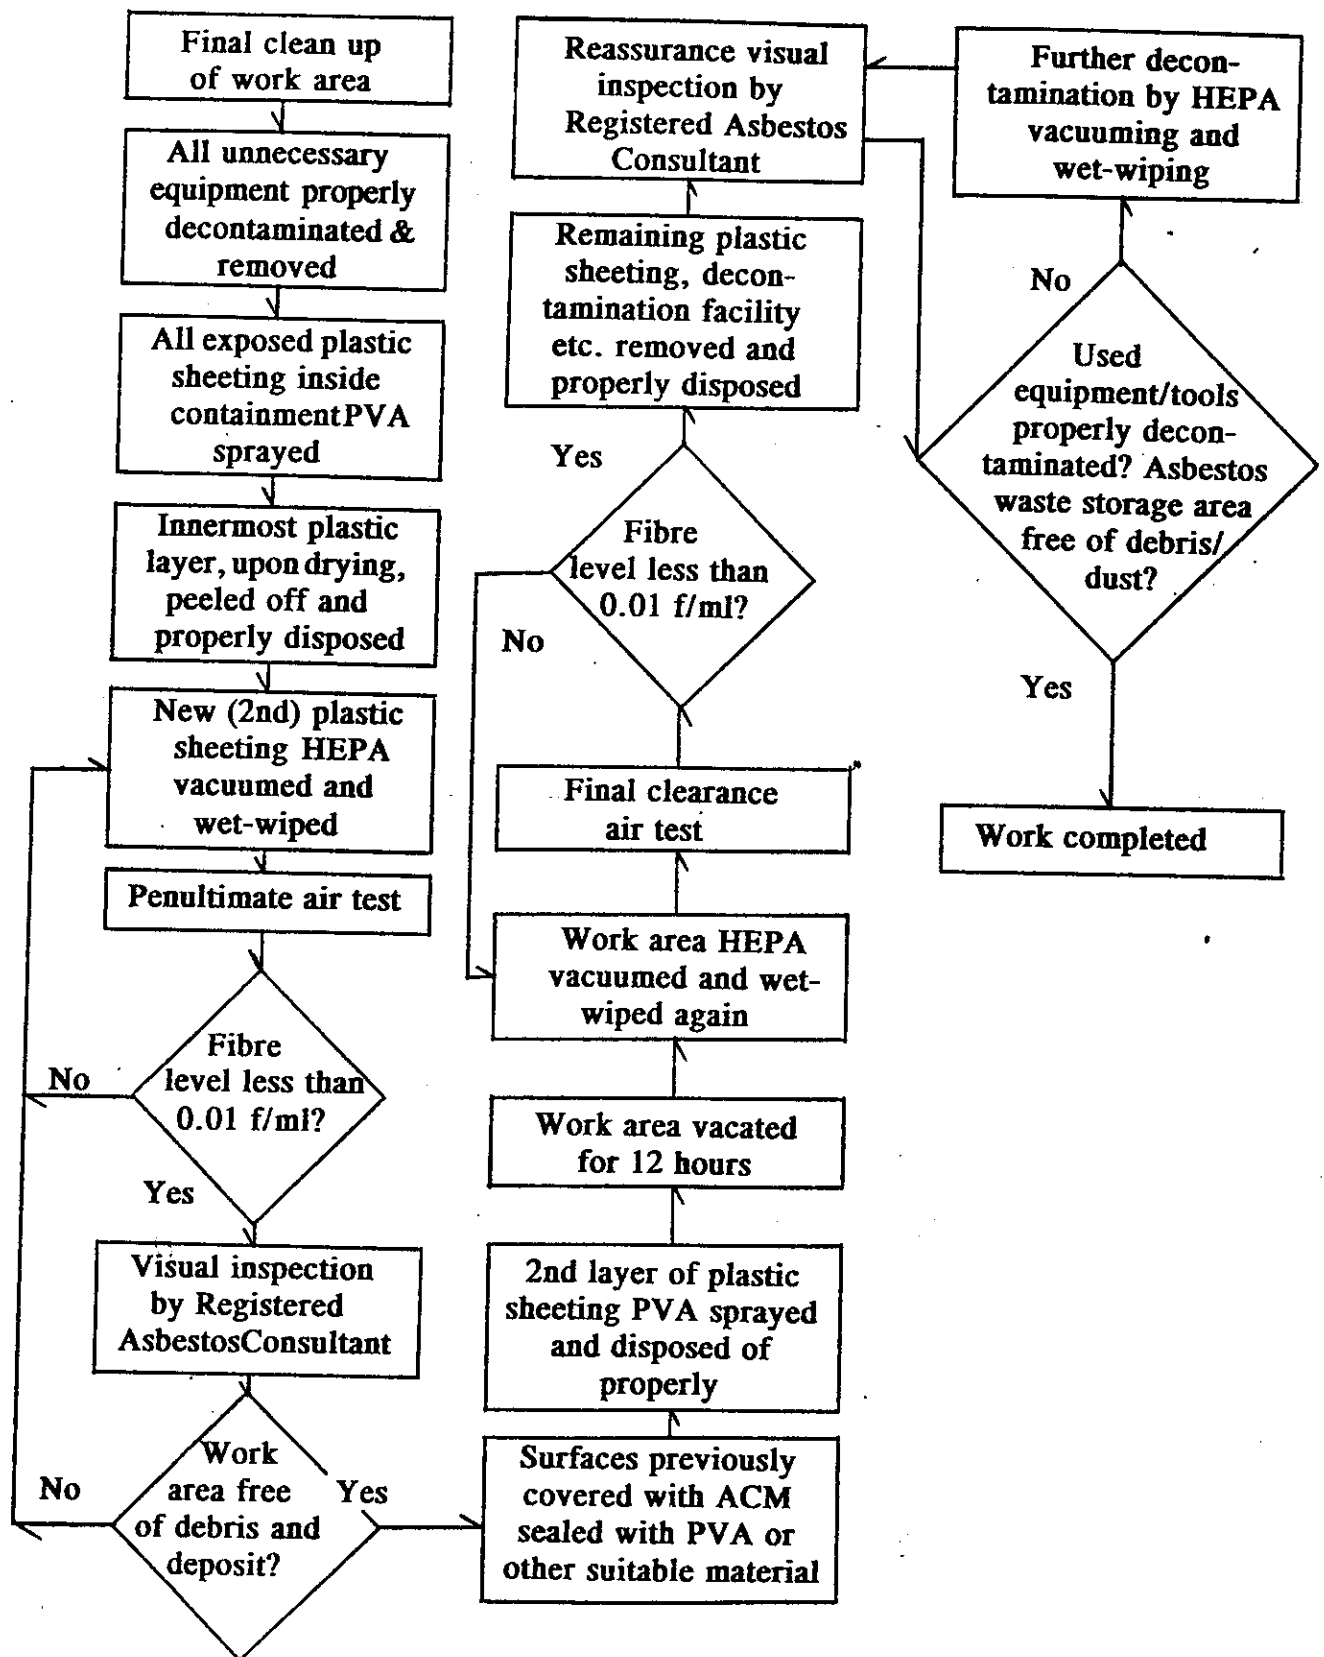 Final clean up
of work area
All unnecessary
equipment properly
decontaminated &
removed
All exposed plastic
sheeting inside
containment PVA
sprayed
Innermost plastic
layer, upon drying,
peeled off and
properly disposed
New (2nd) plastic
sheeting HEPA
vacuumed and
wet-wiped
Penultimate air test
Fibre
level less than
0.01 f/ml?
No
Yes
Visual inspection
by Registered
Asbestos Consultant
Work
area free
of debris and
deposit?
No
Yes
Surfaces previously
covered with ACM
sealed with PVA or
other suitable material
2nd layer of plastic
sheeting PVA sprayed
and disposed of
properly
Work area vacated
for 12 hours
Work area HEPA
vacuumed and wet-
wiped again
Final clearance
air test
Fibre
level less than
0.01 f/ml?
No
Yes
Remaining plastic
sheeting, decon-
tamination facility
etc. removed and
properly disposed
Reassurance visual
inspection by
Registered Asbestos
Consultant
Used
equipment/tools
properly decon-
taminated? Asbestos
waste storage area
free of debris/
dust?
No
Further decon-
tamination by HEPA
vacuuming and
wet-wiping
Yes
Work completed